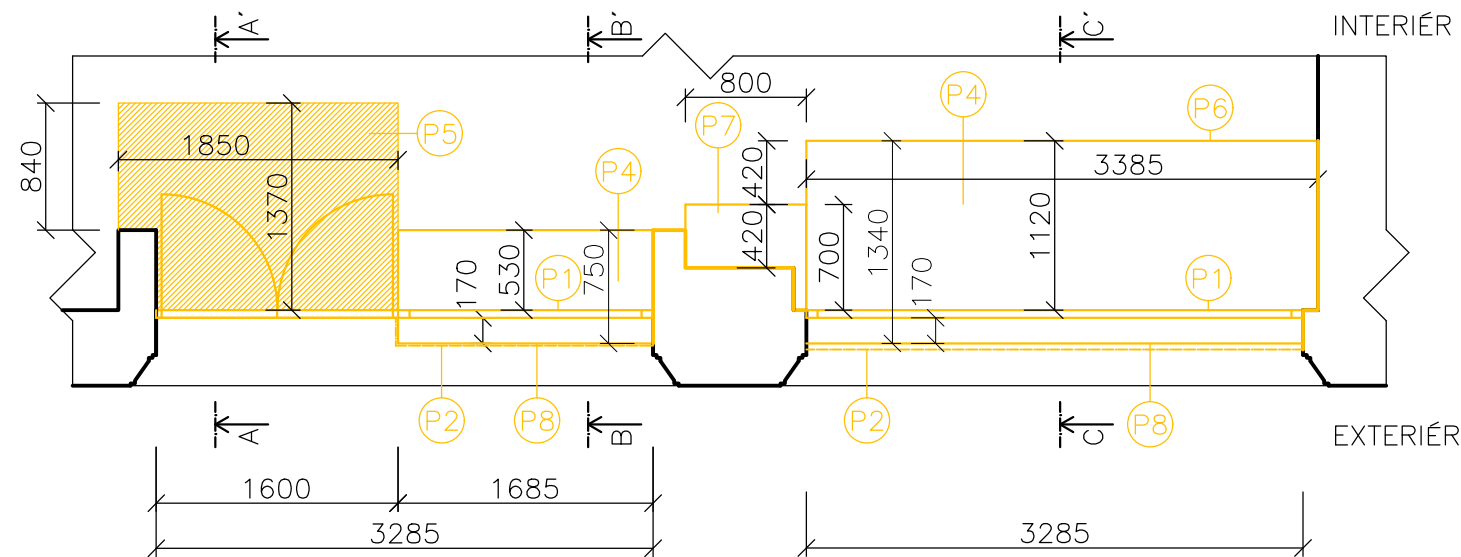 A' B' C' INTERIÉR
800 P4 P6
P7
P5
1850 420 3385
840 P4
1370 420 700 1340 1120
530 750
170 P1 170 P1
P2 P8 P2 P8
A B C EXTERIÉR
1600 1685
3285 3285